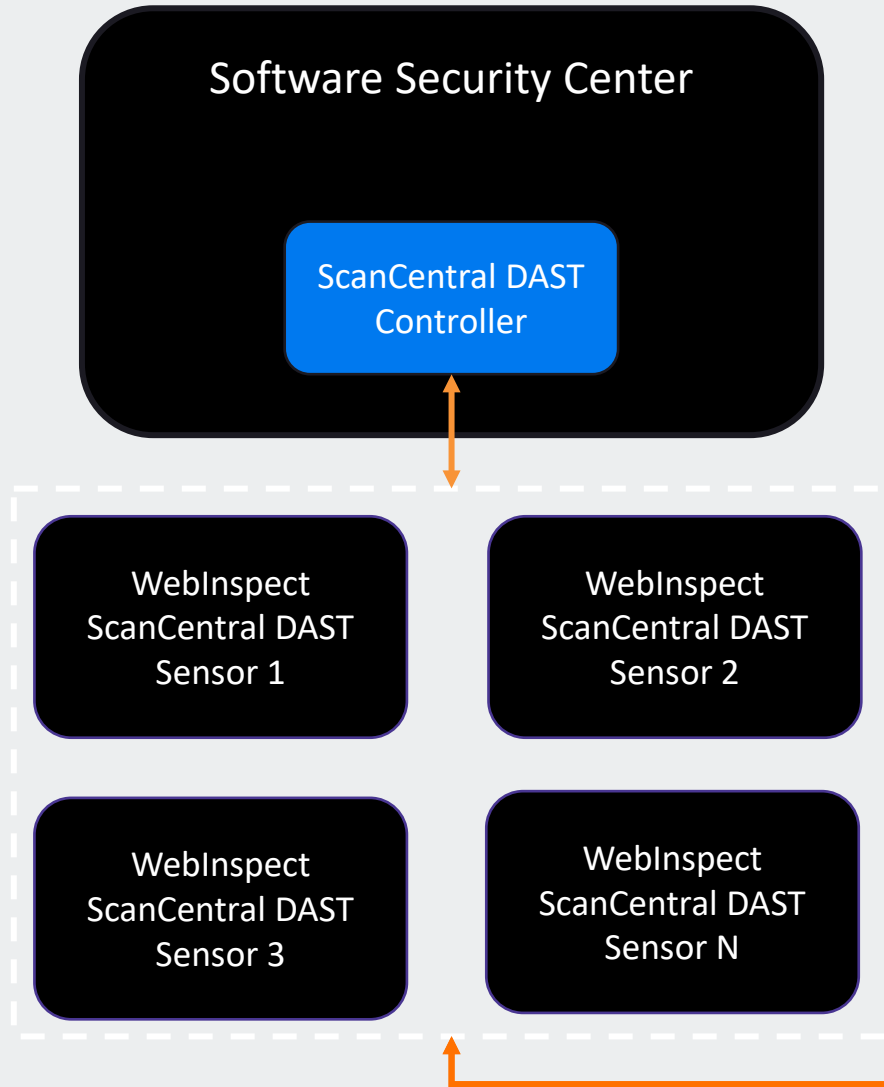 Software Security Center
ScanCentral DAST
Controller
WebInspect
ScanCentral DAST
Sensor 1
WebInspect
ScanCentral DAST
Sensor 2
WebInspect
ScanCentral DAST
Sensor 3
WebInspect
ScanCentral DAST
Sensor N